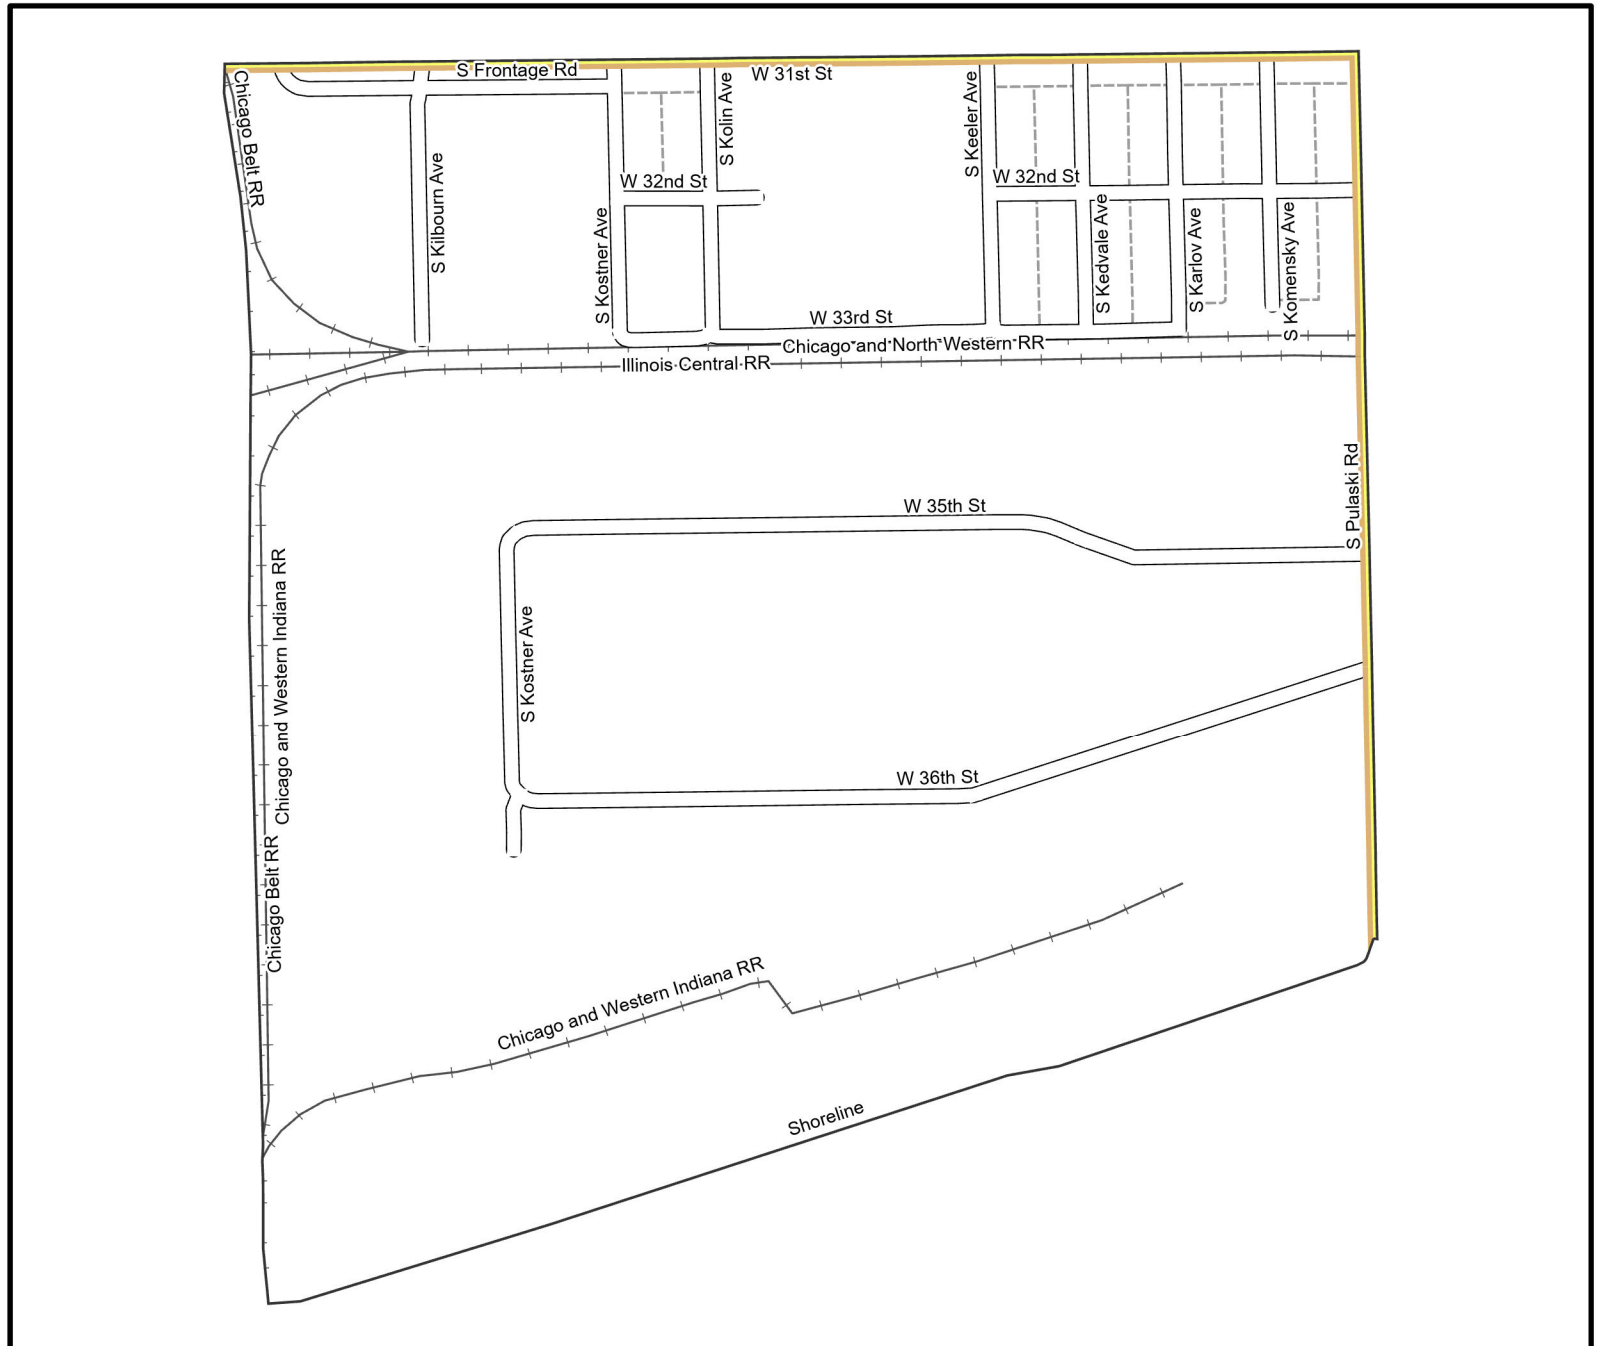 S Frontage Rd
W 31st St
Chicago Belt RR
S Kolin Ave
S Keeler Ave
S Kilbourn Ave
W 32nd St
W 32nd St
S Kostner Ave
S Kedvale Ave
S Karlov Ave
S Komensky Ave
W 33rd St
Chicago and North Western RR
Illinois Central RR
S Pulaski Rd
W 35th St
Chicago and Western Indiana RR
S Kostner Ave
W 36th St
Chicago Belt RR
Chicago and Western Indiana RR
Shoreline